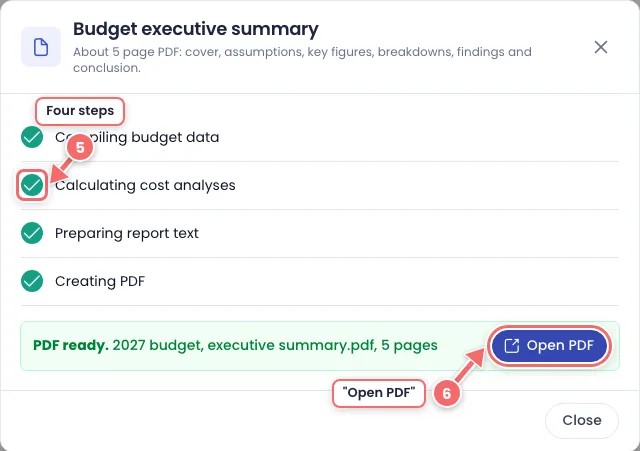 Budget executive summary
About 5 page PDF: cover, assumptions, key figures, breakdowns, findings and
conclusion.
Four steps
Compiling budget data
5
Calculating cost analyses
Preparing report text
Creating PDF
PDF ready. 2027 budget, executive summary.pdf, 5 pages
Open PDF
"Open PDF"
6
Close